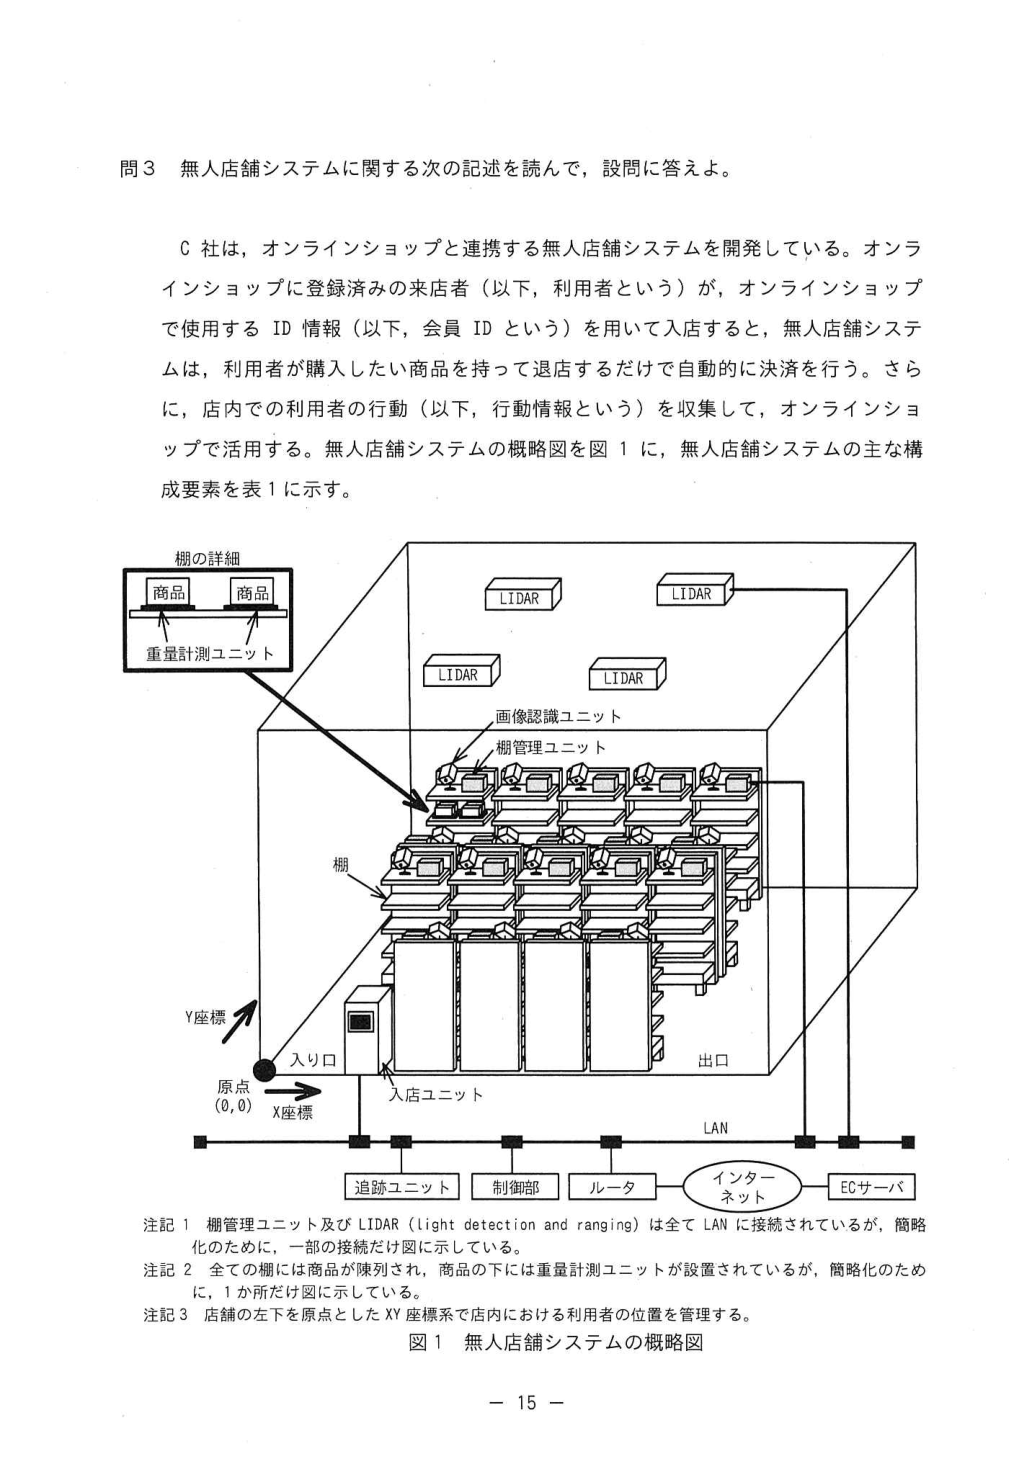 問3 無人店舗システムに関する次の記述を読んで，設問に答えよ。
C 社は，オンラインショップと連携する無人店舗システムを開発している。オンラ
インショップに登録済みの来店者（以下，利用者という）が，オンラインショップ
で使用する ID 情報（以下，会員 ID という）を用いて入店すると，無人店舗システ
ムは，利用者が購入したい商品を持って退店するだけで自動的に決済を行う。さら
に，店内での利用者の行動（以下，行動情報という）を収集して，オンラインショ
ップで活用する。無人店舗システムの概略図を図 1 に，無人店舗システムの主な構
成要素を表1に示す。
棚の詳細
商品
商品
重量計測ユニット
LIDAR
LIDAR
LIDAR
LIDAR
画像認識ユニット
棚管理ユニット
棚
Y座標
入り口
出口
原点
(0,0)
X座標
入店ユニット
LAN
追跡ユニット
制御部
ルータ
インター
ネット
ECサーバ
注記 1 棚管理ユニット及び LIDAR（light detection and ranging）は全て LAN に接続されているが，簡略
化のために，一部の接続だけ図に示している。
注記 2 全ての棚には商品が陳列され，商品の下には重量計測ユニットが設置されているが，簡略化のため
に，1か所だけ図に示している。
注記3 店舗の左下を原点とした XY 座標系で店内における利用者の位置を管理する。
図1 無人店舗システムの概略図
－ 15 －